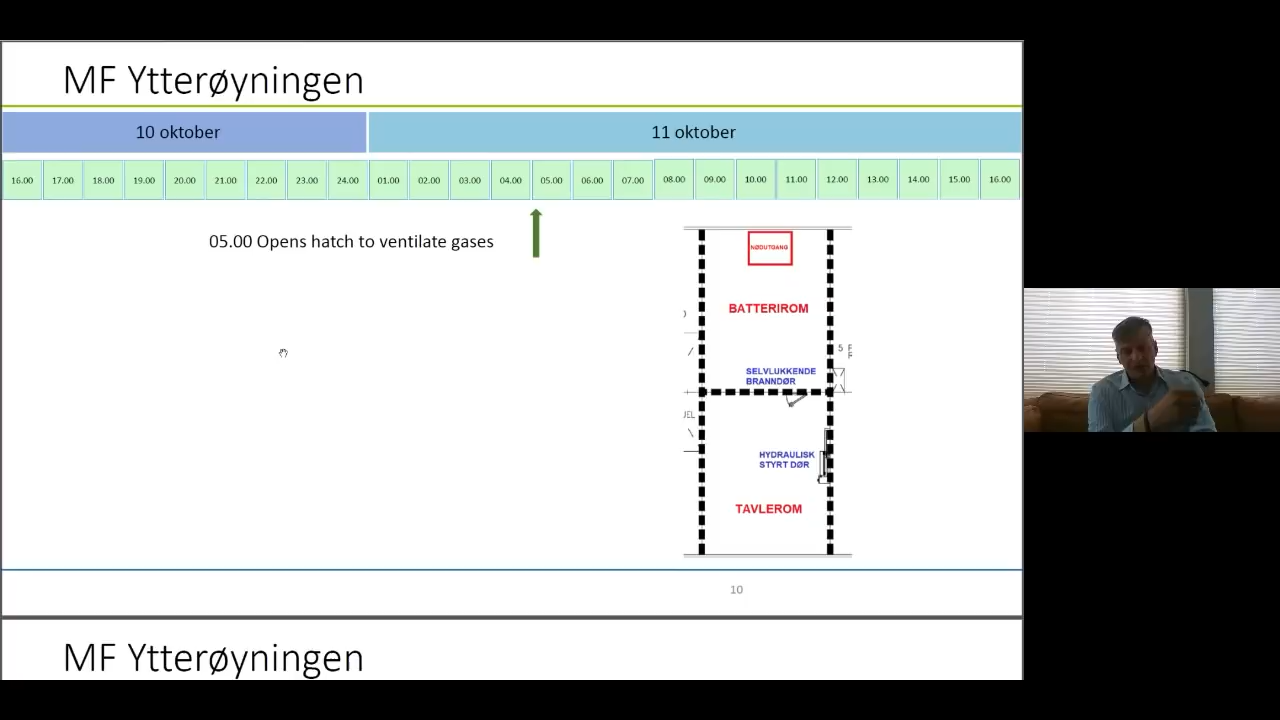 MF Ytterøyningen
10 oktober 11 oktober
16.00 17.00 18.00 19.00 20.00 21.00 22.00 23.00 24.00 01.00 02.00 03.00 04.00 05.00 06.00 07.00 08.00 09.00 10.00 11.00 12.00 13.00 14.00 15.00 16.00
05.00 Opens hatch to ventilate gases
NØDUTGANG
BATTERIROM
5 F
F
SELVLUKKENDE
BRANNDØR
UEL
HYDRAULISK
STYRT DØR
TAVLEROM
10
MF Ytterøyningen